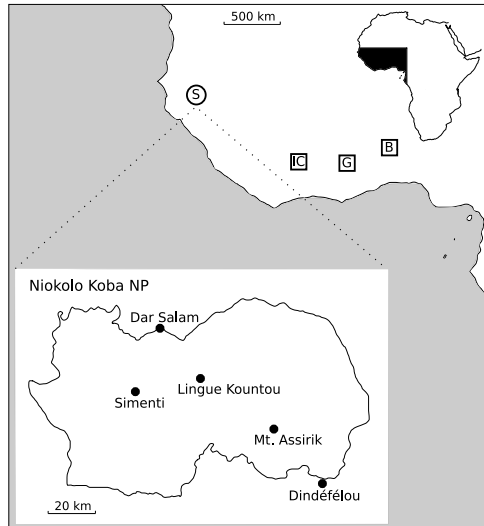 500 km
S
B
IC
G
Niokolo Koba NP
Dar Salam
Lingue Kountou
Simenti
Mt. Assirik
Dindéfélou
20 km